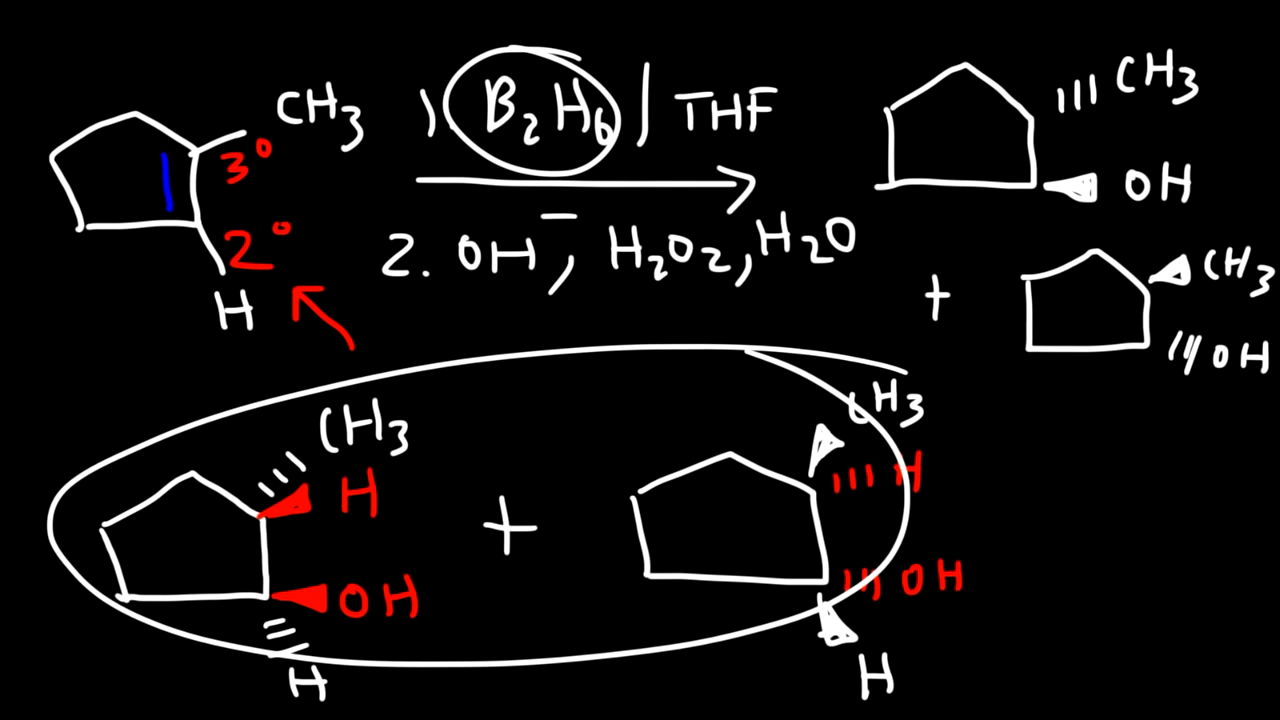 CH3
3°
2°
H
1) B2H6 / THF
2. OH⁻, H2O2, H2O
CH3
OH
+
CH3
OH
CH3
H
OH
H
+
CH3
H
OH
H